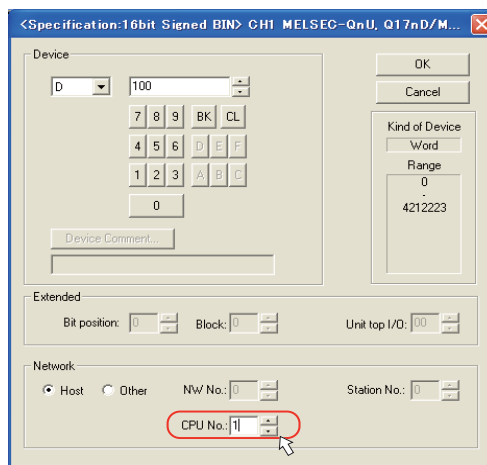 <Specification:16bit Signed BIN> CH1 MELSEC-QnU, Q17nD/M...
Device
D 100
OK
Cancel
7 8 9 BK CL
4 5 6 D E F
1 2 3 A B C
0
Kind of Device
Word
Range
0
-
4212223
Device Comment...
Extended
Bit position: 0 Block: 0 Unit top I/O: 00
Network
Host Other NW No.: 0 Station No.: 0
CPU No.: 1